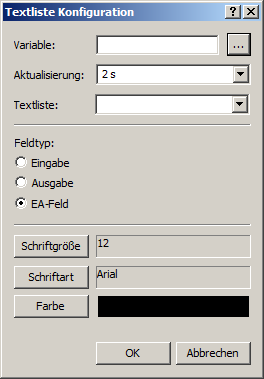 Textliste Konfiguration
Variable:
...
Aktualisierung: 2 s
Textliste:
Feldtyp:
Eingabe
Ausgabe
EA-Feld
Schriftgröße 12
Schriftart Arial
Farbe
OK Abbrechen